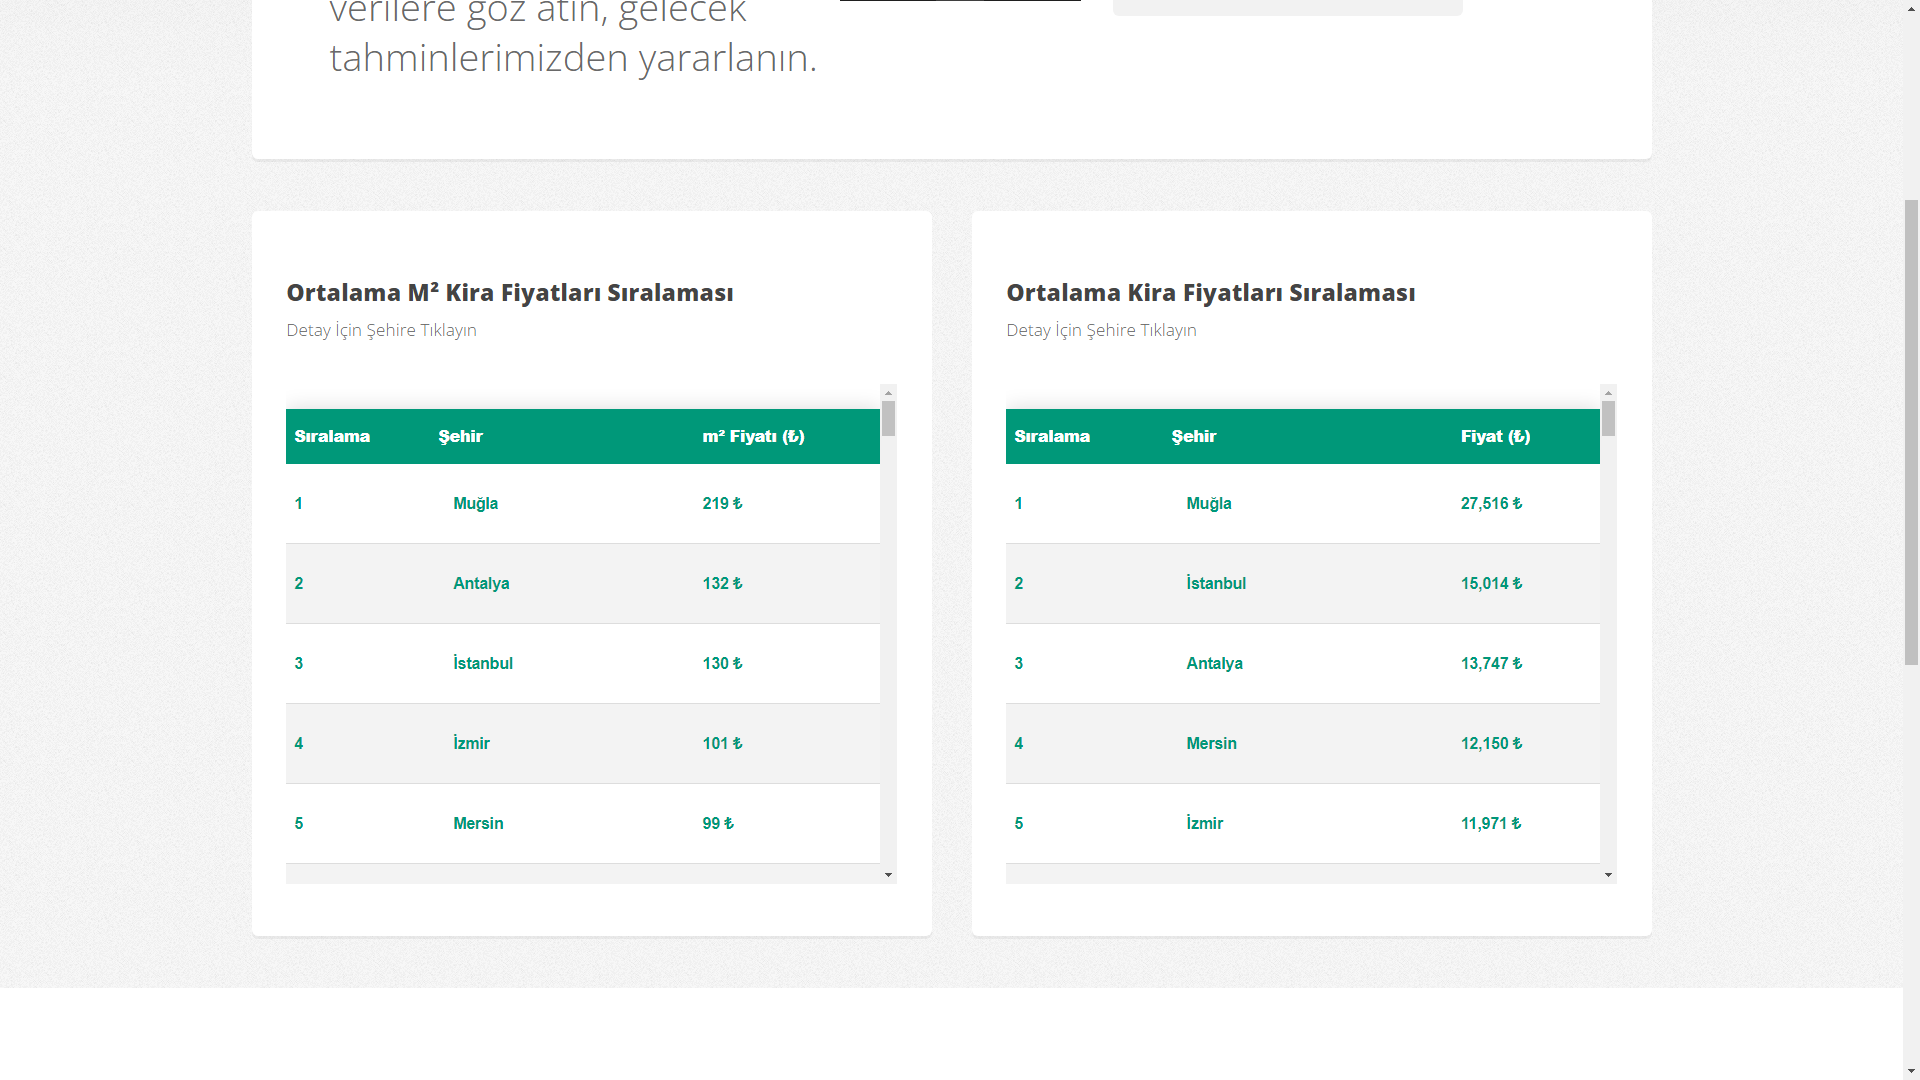 verilere göz atın, gelecek
tahminlerimizden yararlanın.
Ortalama M² Kira Fiyatları Sıralaması
Detay İçin Şehire Tıklayın
Sıralama Şehir m² Fiyatı (₺)
1 Muğla 219 ₺
2 Antalya 132 ₺
3 İstanbul 130 ₺
4 İzmir 101 ₺
5 Mersin 99 ₺
Ortalama Kira Fiyatları Sıralaması
Detay İçin Şehire Tıklayın
Sıralama Şehir Fiyat (₺)
1 Muğla 27,516 ₺
2 İstanbul 15,014 ₺
3 Antalya 13,747 ₺
4 Mersin 12,150 ₺
5 İzmir 11,971 ₺